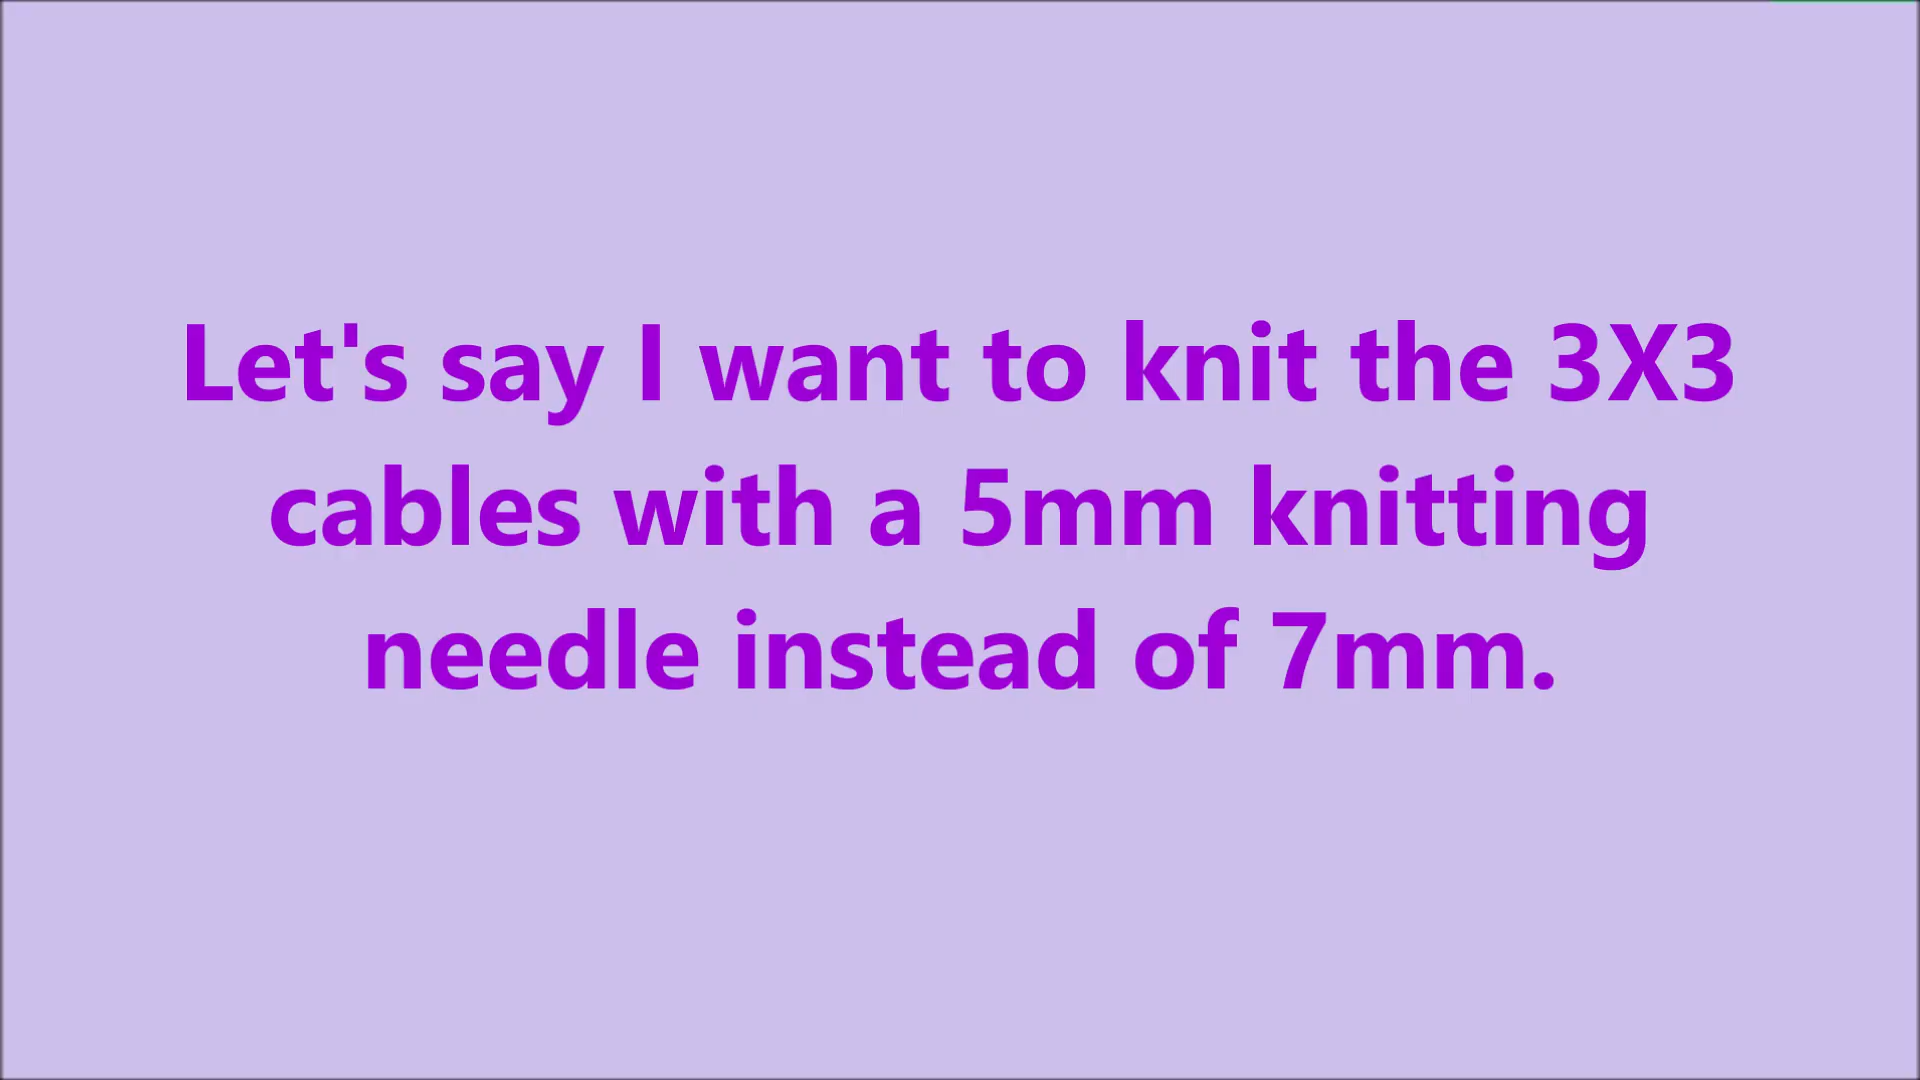 Let's say I want to knit the 3X3
cables with a 5mm knitting
needle instead of 7mm.